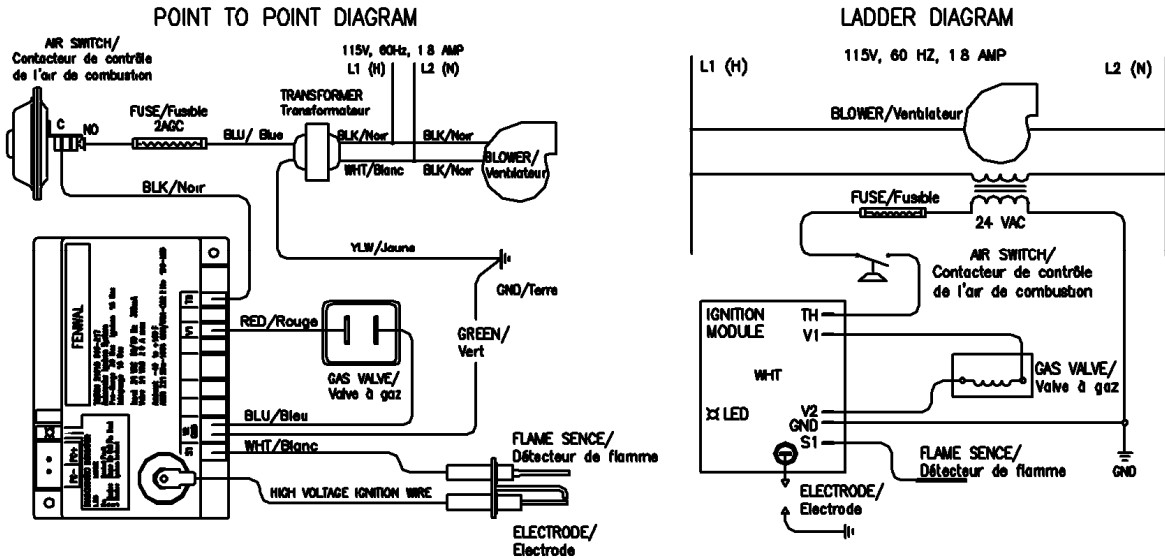 POINT TO POINT DIAGRAM
AIR SWITCH/
Contacteur de contrôle
de l'air de combustion
115V, 60Hz, 1 8 AMP
L1 (H)
L2 (N)
TRANSFORMER
Transformateur
C
NO
FUSE/Fusible
2AGC
BLU/ Blue
BLK/Noir
BLK/Noir
WHT/Blanc
BLK/Noir
BLOWER/
Ventilateur
BLK/Noir
YLW/Jaune
GND/Terre
FENWAL
TH
V1
RED/Rouge
GREEN/
Vert
GAS VALVE/
Valve à gaz
BLU/Bleu
V2
GND
S1
WHT/Blanc
FLAME SENCE/
Détecteur de flamme
HIGH VOLTAGE IGNITION WIRE
ELECTRODE/
Electrode
LADDER DIAGRAM
L1 (H)
115V, 60 HZ, 1 8 AMP
L2 (N)
BLOWER/Ventilateur
FUSE/Fusible
24 VAC
AIR SWITCH/
Contacteur de contrôle
de l'air de combustion
IGNITION
MODULE
TH
V1
WHT
GAS VALVE/
Valve à gaz
LED
V2
GND
S1
FLAME SENCE/
Détecteur de flamme
GND
ELECTRODE/
Electrode